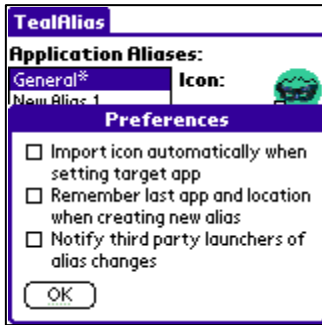 TealAlias
Application Aliases:
General* Icon:
New Alias 1
Preferences
Import icon automatically when
setting target app
Remember last app and location
when creating new alias
Notify third party launchers of
alias changes
OK